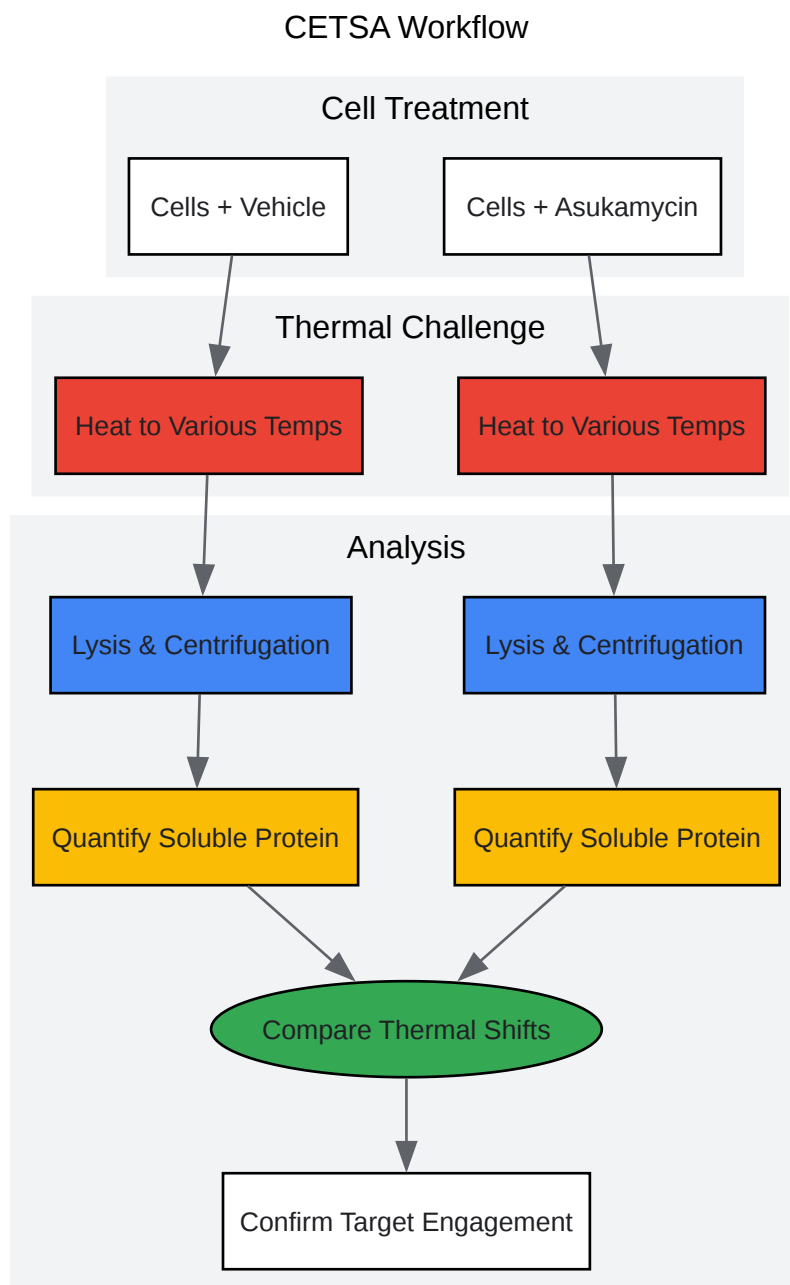 CETSA Workflow
Cell Treatment
Cells + Vehicle
Cells + Asukamycin
Thermal Challenge
Heat to Various Temps
Heat to Various Temps
Analysis
Lysis & Centrifugation
Lysis & Centrifugation
Quantify Soluble Protein
Quantify Soluble Protein
Compare Thermal Shifts
Confirm Target Engagement